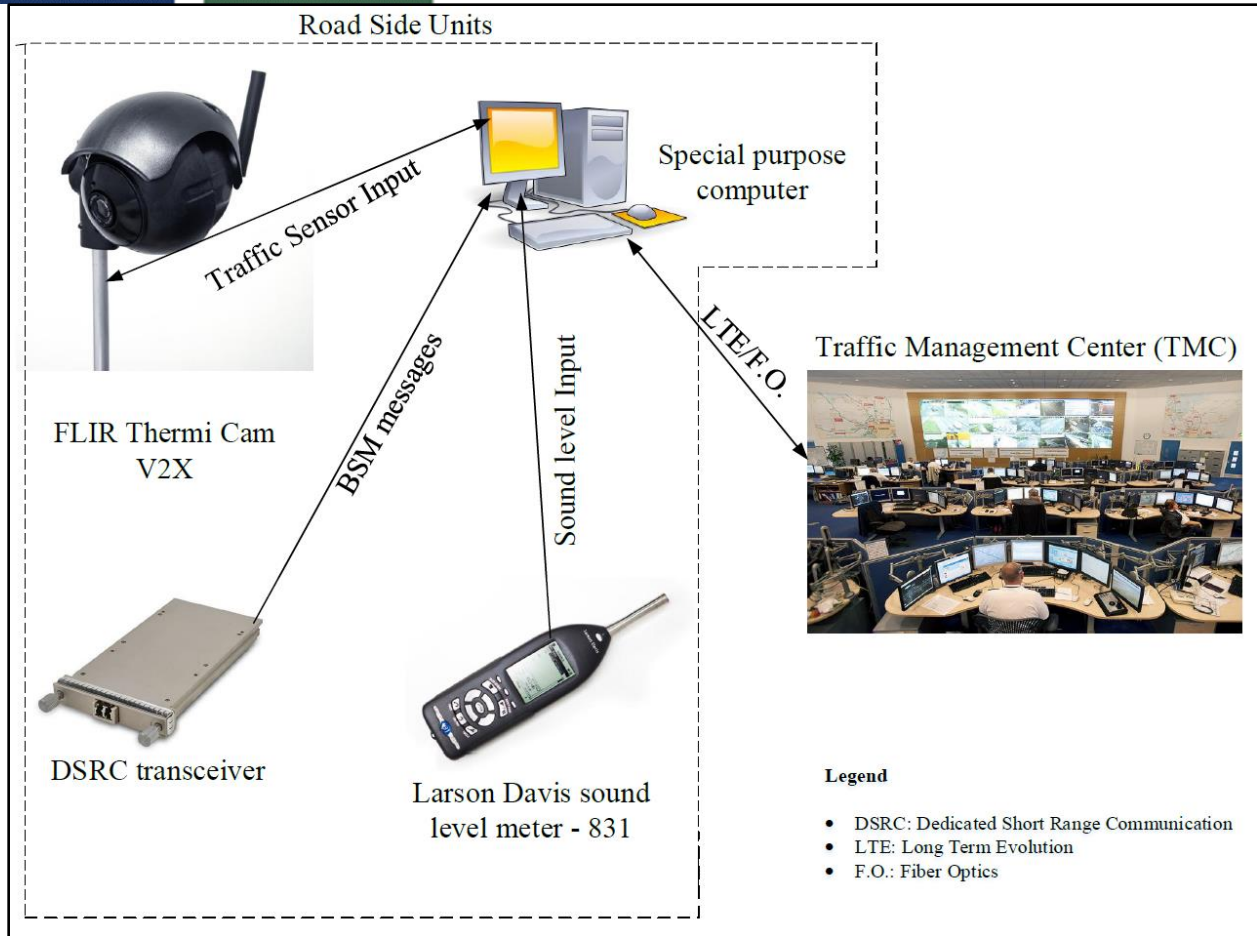 Road Side Units
Traffic Sensor Input
Special purpose
computer
LTE/F.O.
Traffic Management Center (TMC)
FLIR Thermi Cam
V2X
BSM messages
Sound level Input
DSRC transceiver
Larson Davis sound
level meter - 831
Legend
• DSRC: Dedicated Short Range Communication
• LTE: Long Term Evolution
• F.O.: Fiber Optics